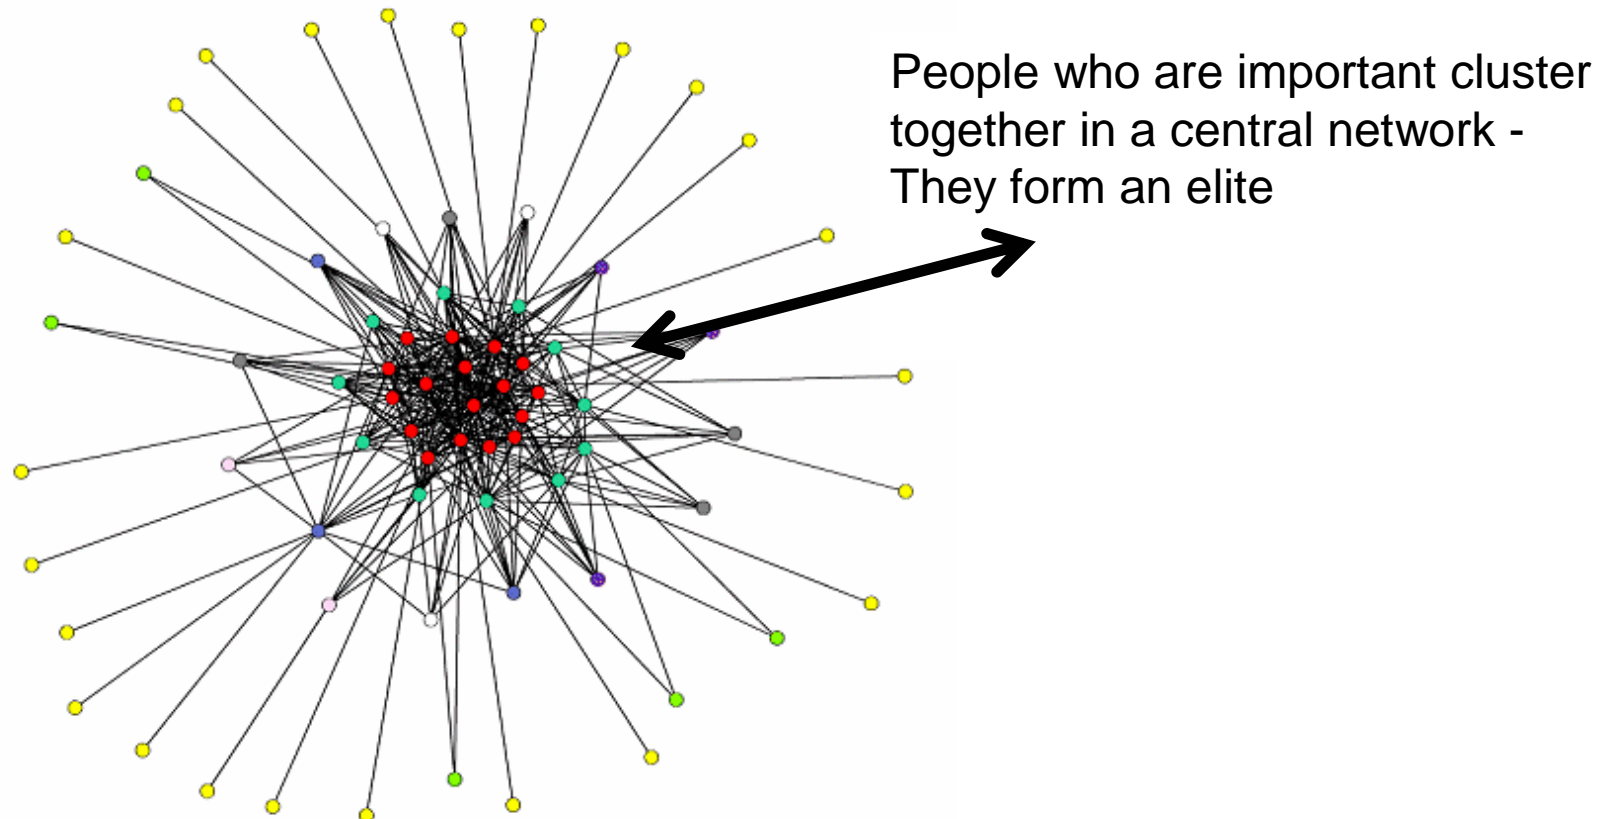 People who are important cluster
together in a central network -
They form an elite